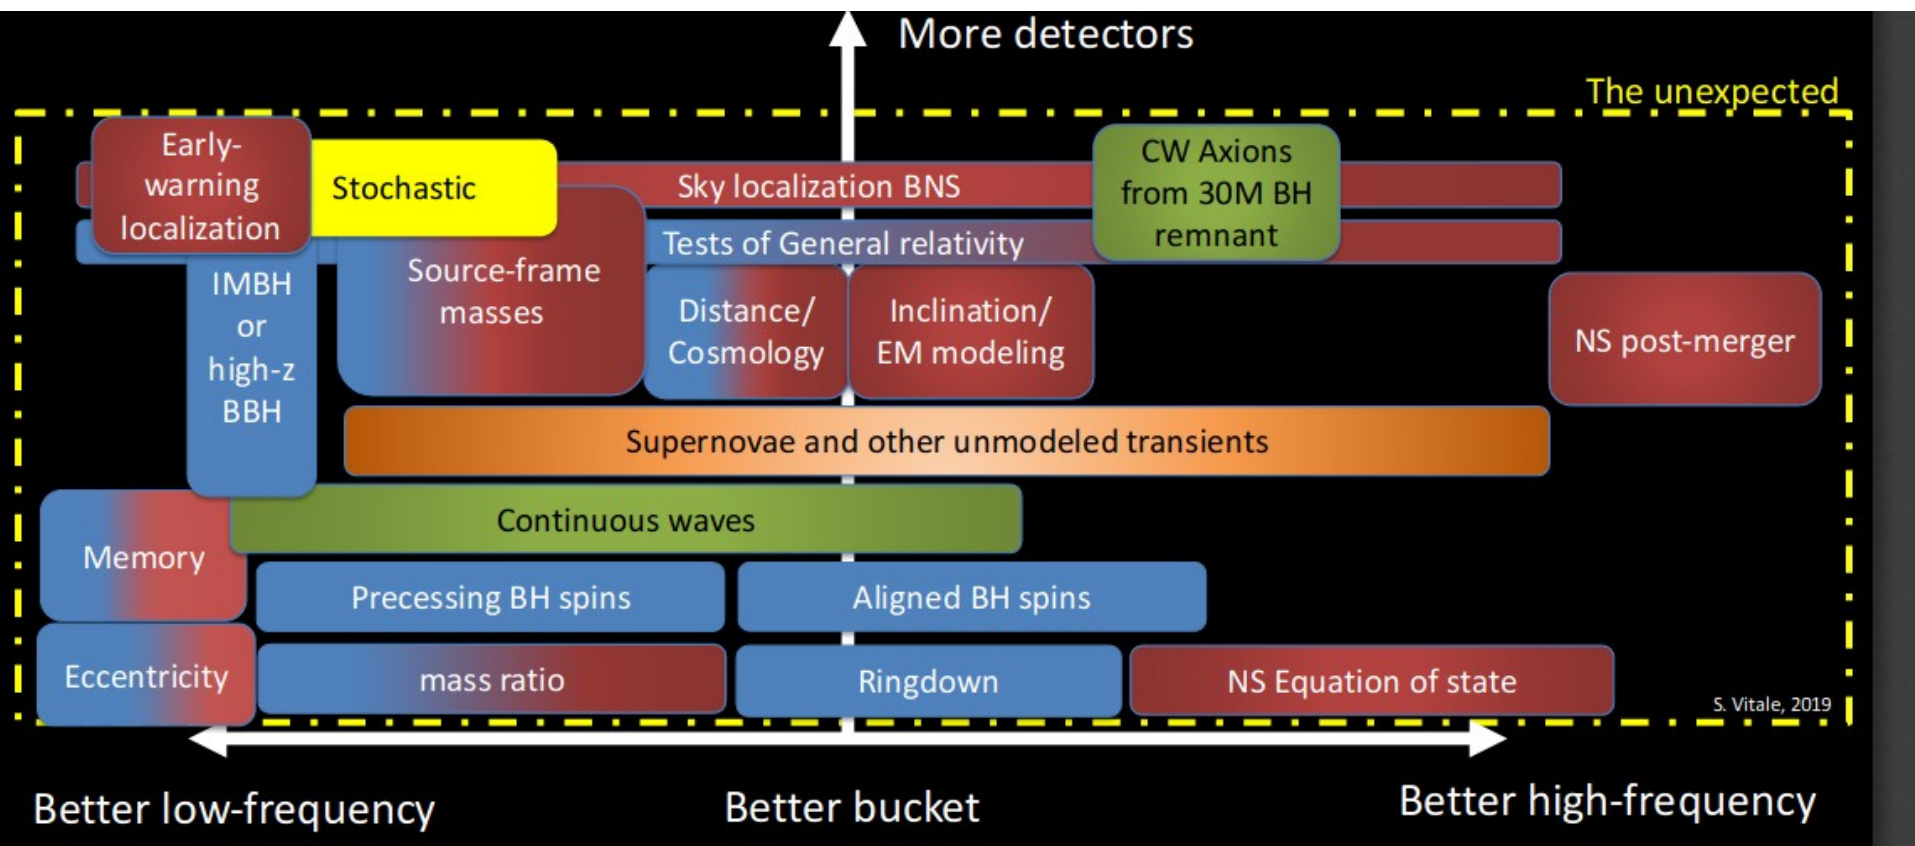 More detectors
The unexpected
Early-
warning
localization
Stochastic
Sky localization BNS
CW Axions
from 30M BH
remnant
Tests of General relativity
IMBH
or
high-z
BBH
Source-frame
masses
Distance/
Cosmology
Inclination/
EM modeling
NS post-merger
Supernovae and other unmodeled transients
Continuous waves
Memory
Precessing BH spins
Aligned BH spins
Eccentricity
mass ratio
Ringdown
NS Equation of state
S. Vitale, 2019
Better low-frequency
Better bucket
Better high-frequency